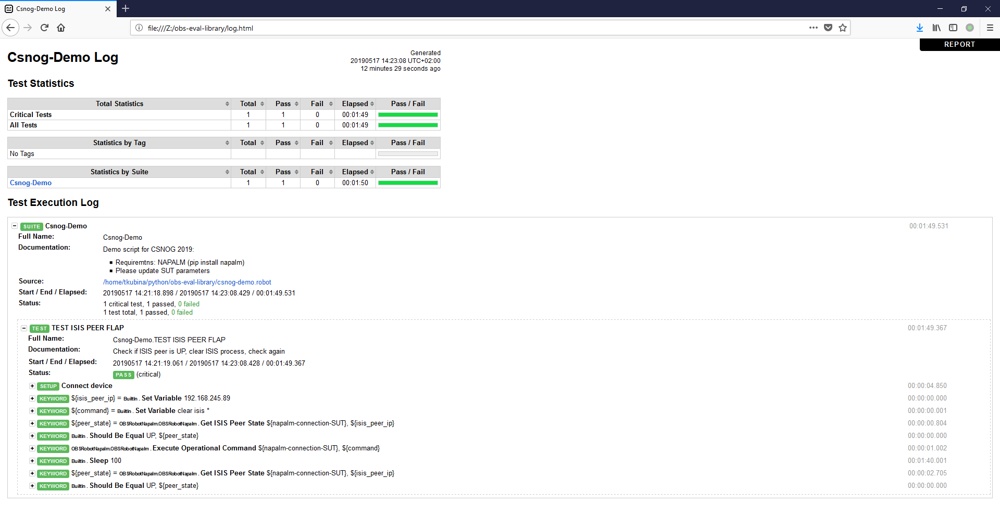 Csnog-Demo Log
file:///Z:/obs-eval-library/log.html
REPORT
Csnog-Demo Log
Generated
20190517 14:23:08 UTC+02:00
12 minutes 29 seconds ago
Test Statistics
Total Statistics Total Pass Fail Elapsed Pass / Fail
Critical Tests 1 1 0 00:01:49
All Tests 1 1 0 00:01:49
Statistics by Tag Total Pass Fail Elapsed Pass / Fail
No Tags
Statistics by Suite Total Pass Fail Elapsed Pass / Fail
Csnog-Demo 1 1 0 00:01:50
Test Execution Log
SUITE Csnog-Demo 00:01:49.531
Full Name: Csnog-Demo
Documentation: Demo script for CSNOG 2019:
Requiremtns: NAPALM (pip install napalm)
Please update SUT parameters
Source: /home/tkubina/python/obs-eval-library/csnog-demo.robot
Start / End / Elapsed: 20190517 14:21:18.898 / 20190517 14:23:08.429 / 00:01:49.531
Status: 1 critical test, 1 passed, 0 failed
1 test total, 1 passed, 0 failed
TEST TEST ISIS PEER FLAP 00:01:49.367
Full Name: Csnog-Demo.TEST ISIS PEER FLAP
Documentation: Check if ISIS peer is UP, clear ISIS process, check again
Start / End / Elapsed: 20190517 14:21:19.061 / 20190517 14:23:08.428 / 00:01:49.367
Status: PASS (critical)
SETUP Connect device 00:00:04.850
KEYWORD ${isis_peer_ip} = BuiltIn . Set Variable 192.168.245.89 00:00:00.000
KEYWORD ${command} = BuiltIn . Set Variable clear isis * 00:00:00.001
KEYWORD ${peer_state} = OBSRobotNapalm.OBSRobotNapalm . Get ISIS Peer State ${napalm-connection-SUT}, ${isis_peer_ip} 00:00:00.804
KEYWORD BuiltIn . Should Be Equal UP, ${peer_state} 00:00:00.000
KEYWORD OBSRobotNapalm.OBSRobotNapalm . Execute Operational Command ${napalm-connection-SUT}, ${command} 00:00:01.002
KEYWORD BuiltIn . Sleep 100 00:01:40.001
KEYWORD ${peer_state} = OBSRobotNapalm.OBSRobotNapalm . Get ISIS Peer State ${napalm-connection-SUT}, ${isis_peer_ip} 00:00:02.705
KEYWORD BuiltIn . Should Be Equal UP, ${peer_state} 00:00:00.000